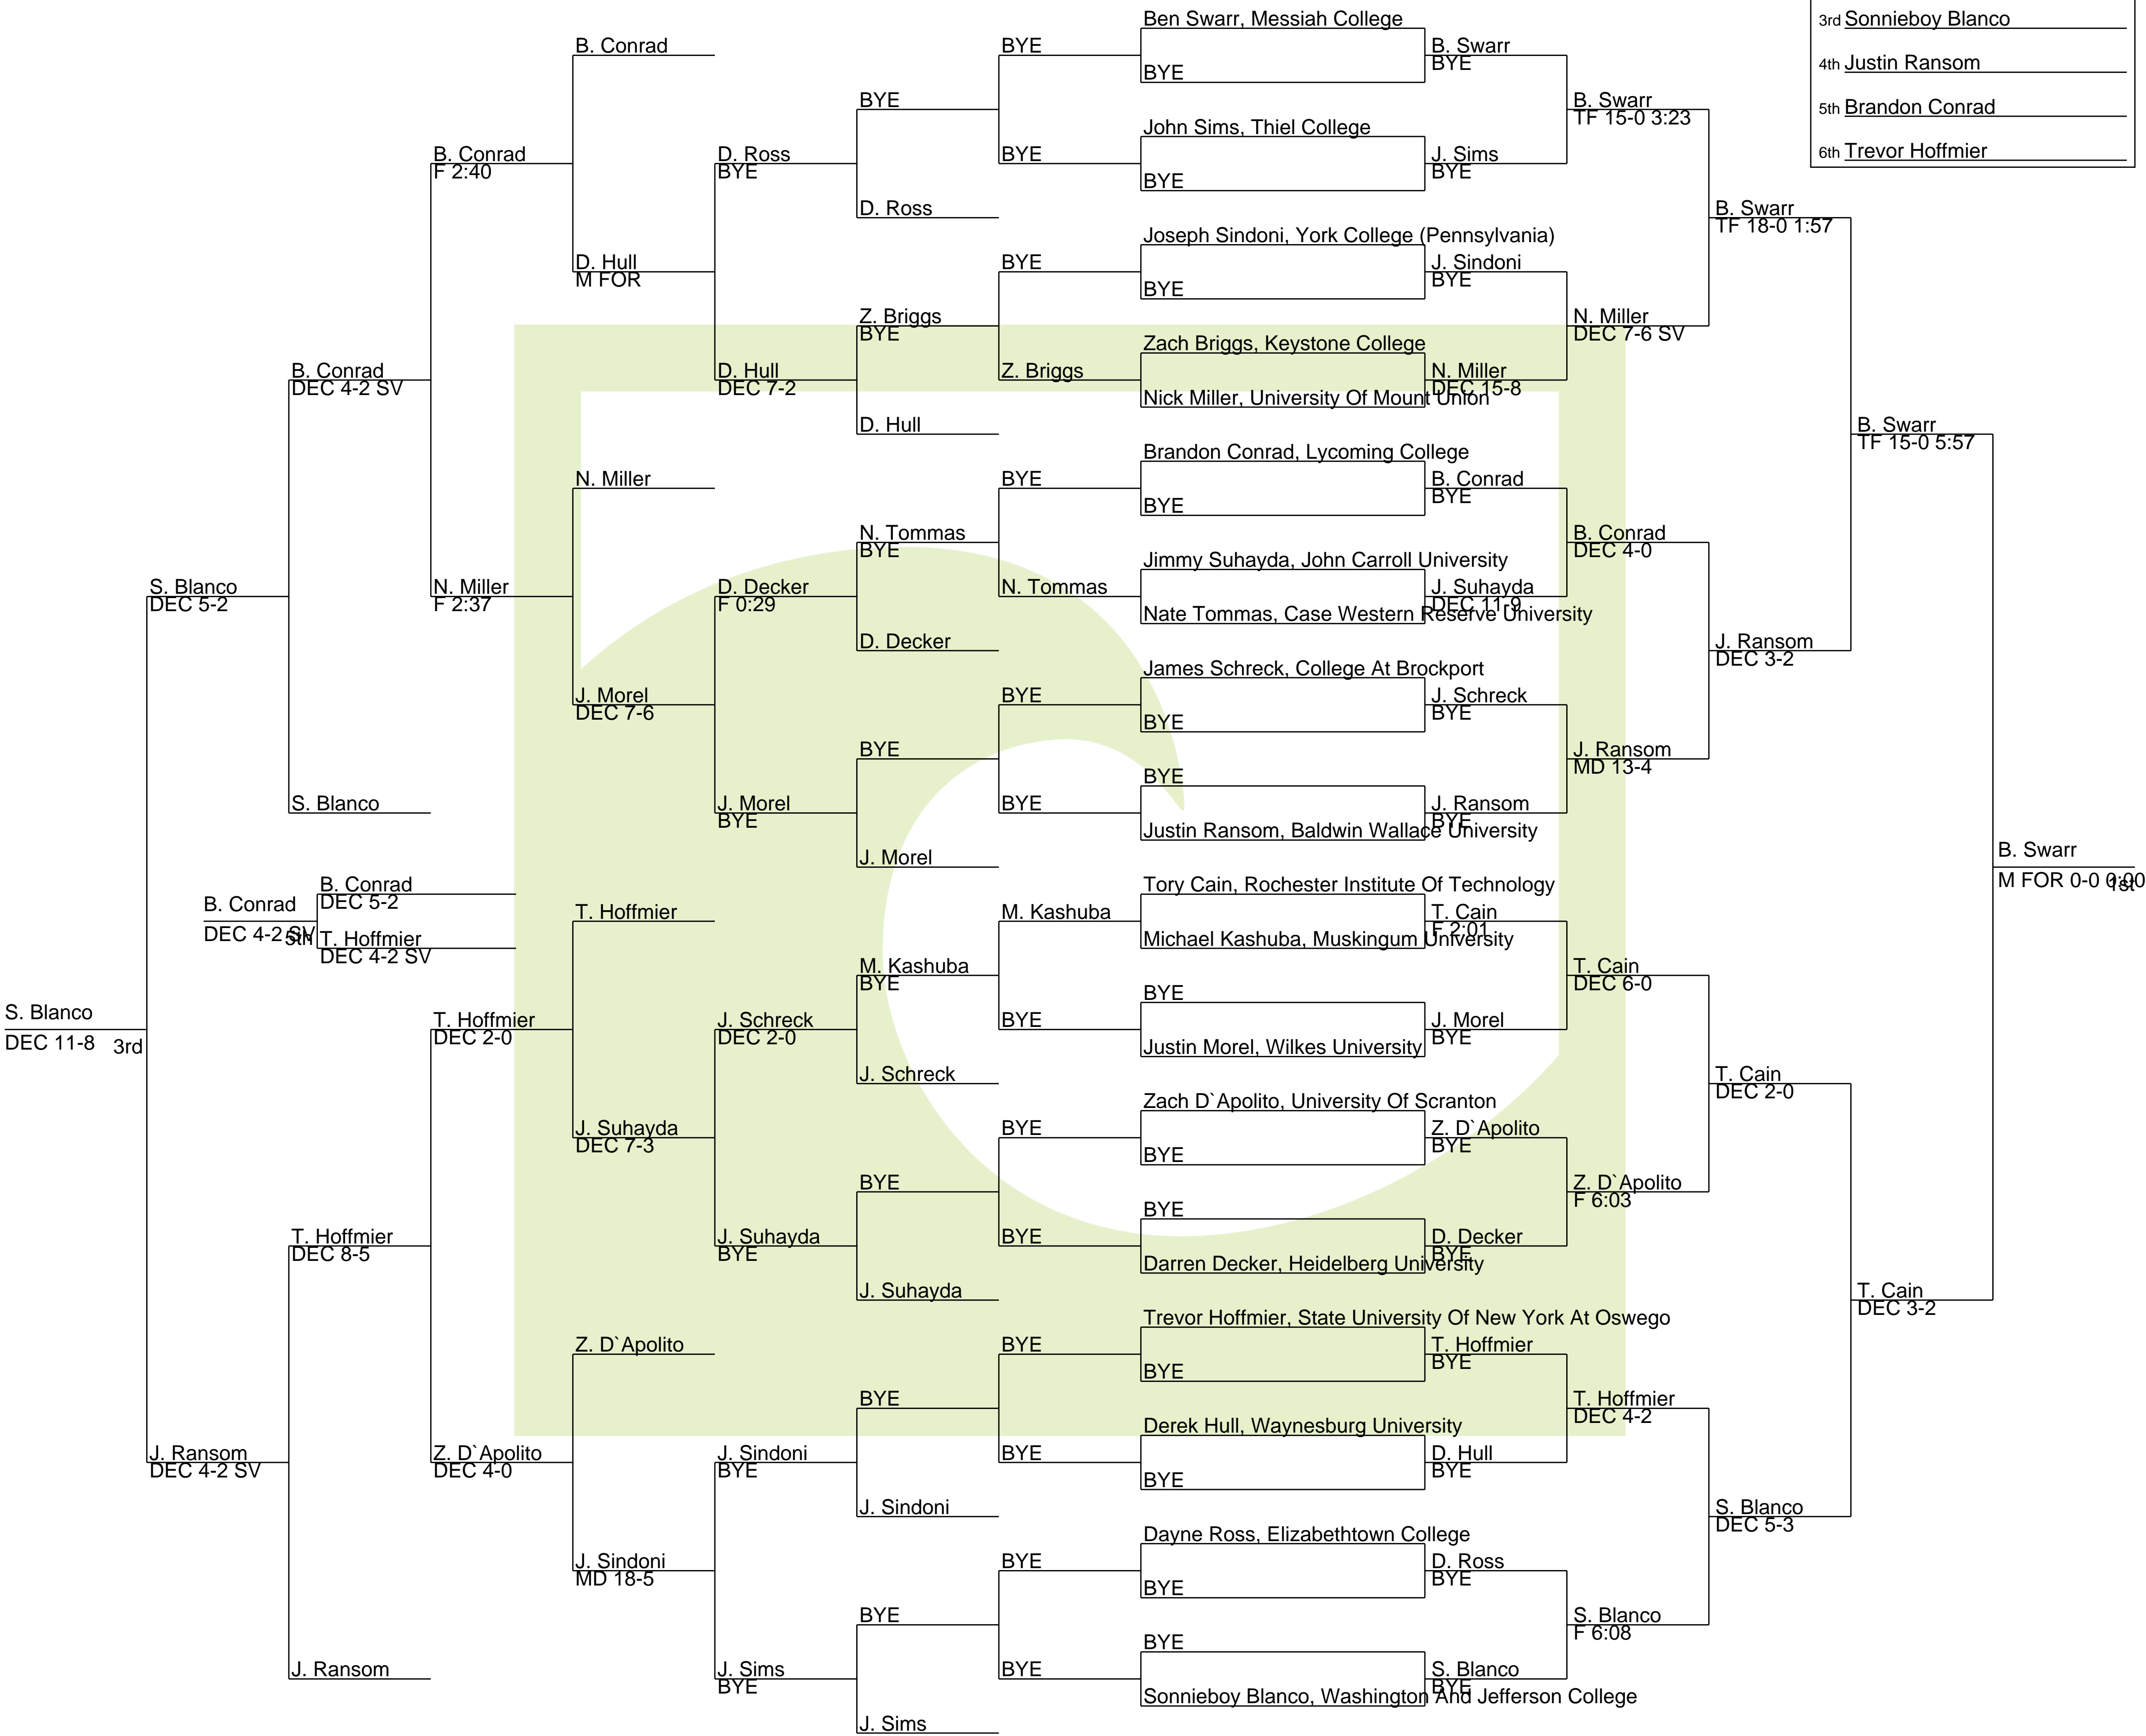 3rd Sonnieboy Blanco
4th Justin Ransom
5th Brandon Conrad
6th Trevor Hoffmier
B. Conrad
D. Hull
M FOR
N. Miller
J. Morel
DEC 7-6
T. Hoffmier
J. Suhayda
DEC 7-3
Z. D`Apolito
J. Sindoni
MD 18-5
B. Conrad
F 2:40
N. Miller
F 2:37
T. Hoffmier
DEC 2-0
Z. D`Apolito
DEC 4-0
B. Conrad
DEC 4-2 SV
S. Blanco
T. Hoffmier
DEC 8-5
J. Ransom
S. Blanco
DEC 5-2
J. Ransom
DEC 4-2 SV
S. Blanco
DEC 11-8 3rd
B. Conrad
DEC 5-2
T. Hoffmier
DEC 4-2 SV
B. Conrad
DEC 4-2 SV
5th
D. Ross
BYE
D. Hull
DEC 7-2
D. Decker
F 0:29
J. Morel
BYE
J. Schreck
DEC 2-0
J. Suhayda
BYE
J. Sindoni
BYE
J. Sims
BYE
BYE
D. Ross
Z. Briggs
BYE
D. Hull
N. Tommas
BYE
D. Decker
BYE
J. Morel
M. Kashuba
BYE
J. Schreck
BYE
J. Suhayda
BYE
J. Sindoni
BYE
J. Sims
BYE
BYE
BYE
Z. Briggs
BYE
N. Tommas
BYE
BYE
M. Kashuba
BYE
BYE
BYE
BYE
BYE
BYE
BYE
Ben Swarr, Messiah College
BYE
John Sims, Thiel College
BYE
Joseph Sindoni, York College (Pennsylvania)
BYE
Zach Briggs, Keystone College
Nick Miller, University Of Mount Union
Brandon Conrad, Lycoming College
BYE
Jimmy Suhayda, John Carroll University
Nate Tommas, Case Western Reserve University
James Schreck, College At Brockport
BYE
BYE
Justin Ransom, Baldwin Wallace University
Tory Cain, Rochester Institute Of Technology
Michael Kashuba, Muskingum University
BYE
Justin Morel, Wilkes University
Zach D`Apolito, University Of Scranton
BYE
BYE
Darren Decker, Heidelberg University
Trevor Hoffmier, State University Of New York At Oswego
BYE
Derek Hull, Waynesburg University
BYE
Dayne Ross, Elizabethtown College
BYE
BYE
Sonnieboy Blanco, Washington And Jefferson College
B. Swarr
BYE
J. Sims
BYE
J. Sindoni
BYE
N. Miller
DEC 15-8
B. Conrad
BYE
J. Suhayda
DEC 11-9
J. Schreck
BYE
J. Ransom
BYE
T. Cain
F 2:01
J. Morel
BYE
Z. D`Apolito
BYE
D. Decker
BYE
T. Hoffmier
BYE
D. Hull
BYE
D. Ross
BYE
S. Blanco
BYE
B. Swarr
TF 15-0 3:23
N. Miller
DEC 7-6 SV
B. Conrad
DEC 4-0
J. Ransom
MD 13-4
T. Cain
DEC 6-0
Z. D`Apolito
F 6:03
T. Hoffmier
DEC 4-2
S. Blanco
F 6:08
B. Swarr
TF 18-0 1:57
J. Ransom
DEC 3-2
T. Cain
DEC 2-0
S. Blanco
DEC 5-3
B. Swarr
TF 15-0 5:57
T. Cain
DEC 3-2
B. Swarr
M FOR 0-0 0:00
1st